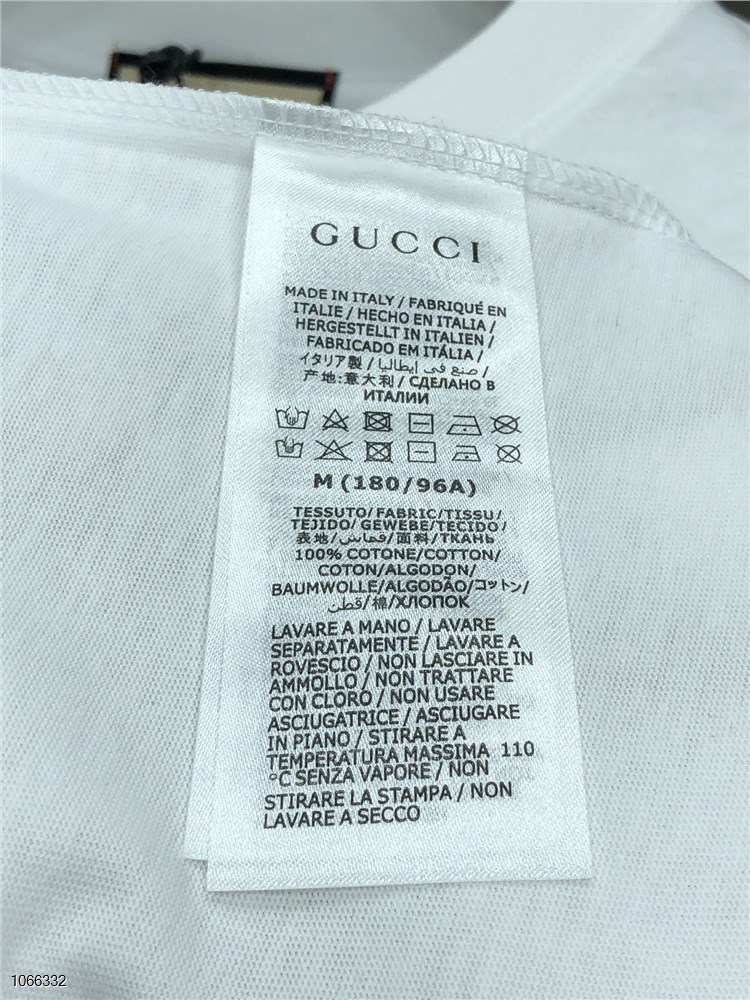 GUCCI
MADE IN ITALY / FABRIQUÉ EN
ITALIE / HECHO EN ITALIA /
HERGESTELLT IN ITALIEN /
FABRICADO EM ITÁLIA /
イタリア製 / صنع في إيطاليا /
产地:意大利 / СДЕЛАНО В
ИТАЛИИ
M (180/96A)
TESSUTO/FABRIC/TISSU/
TEJIDO/GEWEBE/TECIDO/
表地/قماش/面料/ТКАНЬ
100% COTONE/COTTON/
COTON/ALGODON/
BAUMWOLLE/ALGODÃO/コットン/
قطن/棉/ХЛОПОК
LAVARE A MANO / LAVARE
SEPARATAMENTE / LAVARE A
ROVESCIO / NON LASCIARE IN
AMMOLLO / NON TRATTARE
CON CLORO / NON USARE
ASCIUGATRICE / ASCIUGARE
IN PIANO / STIRARE A
TEMPERATURA MASSIMA 110
°C SENZA VAPORE / NON
STIRARE LA STAMPA / NON
LAVARE A SECCO
1066332